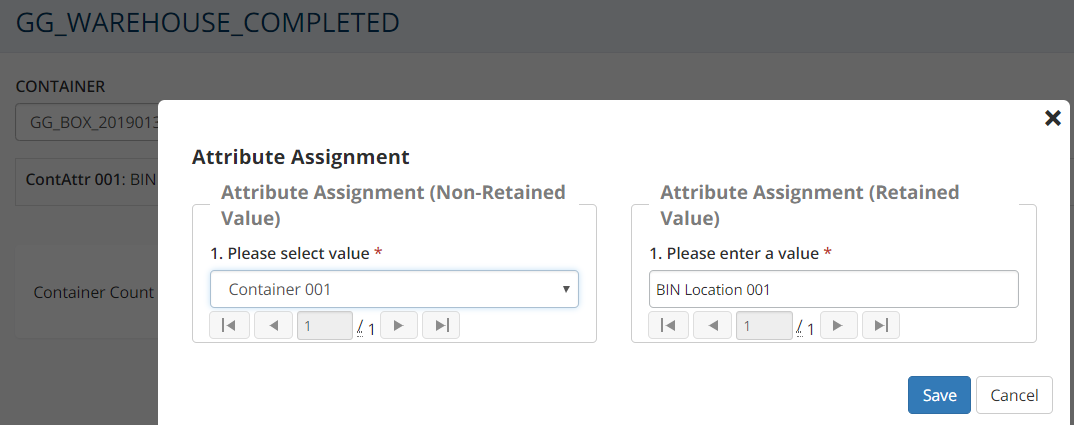 GG_WAREHOUSE_COMPLETED
CONTAINER
GG_BOX_2019013
ContAttr 001: BIN
Container Count
Attribute Assignment
Attribute Assignment (Non-Retained
Value)
1. Please select value *
Container 001
1 / 1
Attribute Assignment (Retained
Value)
1. Please enter a value *
BIN Location 001
1 / 1
Save Cancel